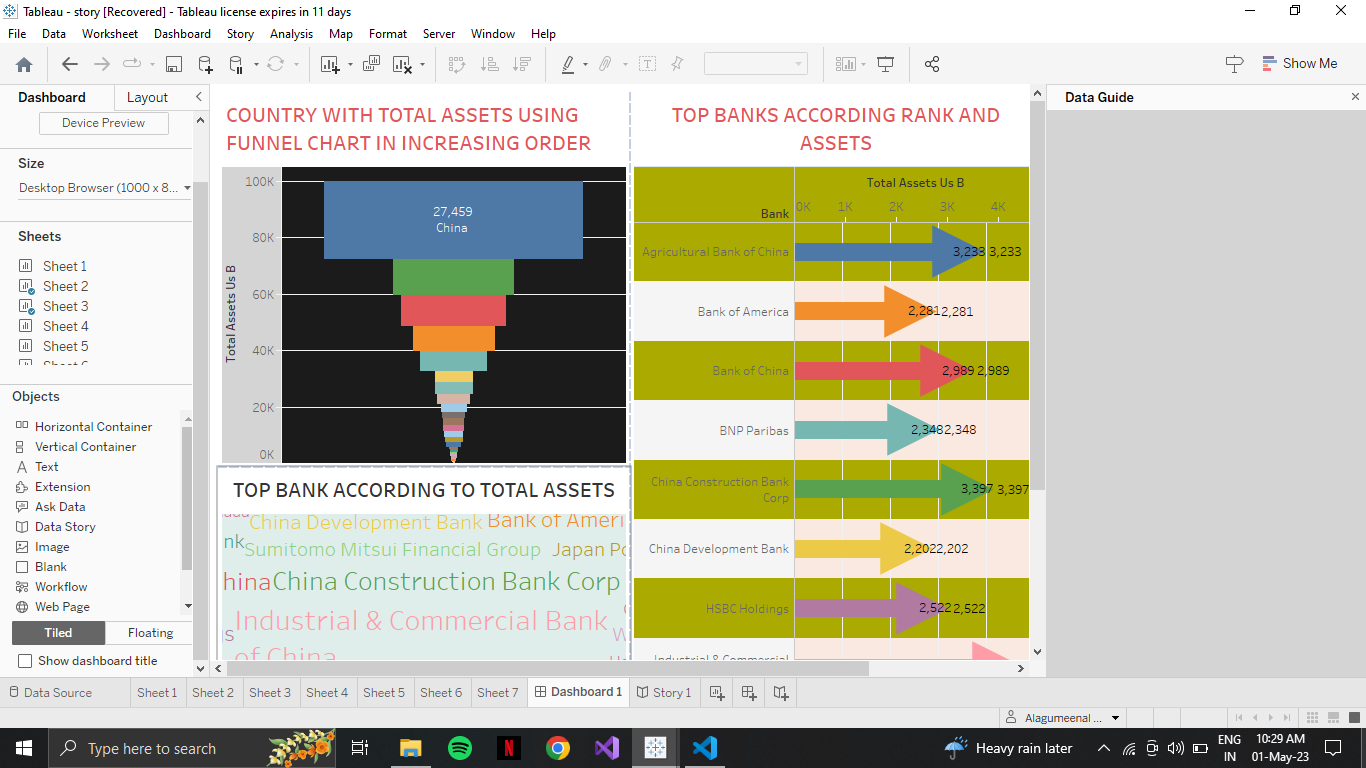 Tableau - story [Recovered] - Tableau license expires in 11 days
File Data Worksheet Dashboard Story Analysis Map Format Server Window Help
Show Me
Dashboard Layout
Device Preview
Size
Desktop Browser (1000 x 8...
Sheets
Sheet 1
Sheet 2
Sheet 3
Sheet 4
Sheet 5
Objects
Horizontal Container
Vertical Container
Text
Extension
Ask Data
Data Story
Image
Blank
Workflow
Web Page
Tiled Floating
Show dashboard title
COUNTRY WITH TOTAL ASSETS USING
FUNNEL CHART IN INCREASING ORDER
Total Assets Us B
100K
80K
60K
40K
20K
0K
27,459
China
TOP BANK ACCORDING TO TOTAL ASSETS
China Development Bank Bank of Ameri
nk Sumitomo Mitsui Financial Group Japan Po
hina China Construction Bank Corp
Industrial & Commercial Bank
of China
TOP BANKS ACCORDING RANK AND
ASSETS
Total Assets Us B
Bank 0K 1K 2K 3K 4K
Agricultural Bank of China 3,233 3,233
Bank of America 2,281 2,281
Bank of China 2,989 2,989
BNP Paribas 2,348 2,348
China Construction Bank
Corp 3,397 3,397
China Development Bank 2,202 2,202
HSBC Holdings 2,522 2,522
Industrial & Commercial
Data Guide
Data Source Sheet 1 Sheet 2 Sheet 3 Sheet 4 Sheet 5 Sheet 6 Sheet 7 Dashboard 1 Story 1
Alagumeenal ...
Type here to search
Heavy rain later
ENG
IN
10:29 AM
01-May-23